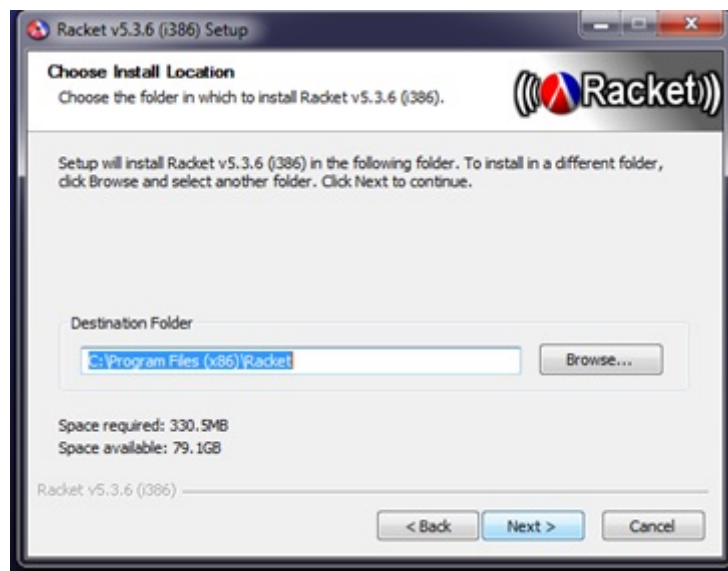 Racket v5.3.6 (i386) Setup
Choose Install Location
Choose the folder in which to install Racket v5.3.6 (i386).
Racket
Setup will install Racket v5.3.6 (i386) in the following folder. To install in a different folder,
click Browse and select another folder. Click Next to continue.
Destination Folder
C:\Program Files (x86)\Racket
Browse...
Space required: 330.5MB
Space available: 79.1GB
Racket v5.3.6 (i386)
< Back
Next >
Cancel